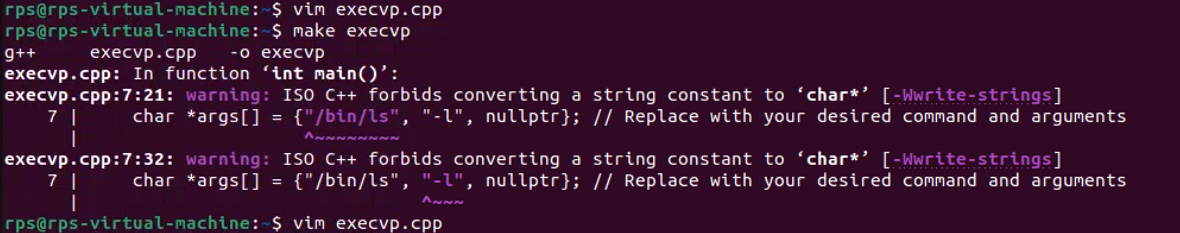 rps@rps-virtual-machine:~$ vim execvp.cpp
rps@rps-virtual-machine:~$ make execvp
g++     execvp.cpp   -o execvp
execvp.cpp: In function ‘int main()’:
execvp.cpp:7:21: warning: ISO C++ forbids converting a string constant to ‘char*’ [-Wwrite-strings]
    7 |     char *args[] = {"/bin/ls", "-l", nullptr}; // Replace with your desired command and arguments
      |                     ^~~~~~~~~
execvp.cpp:7:32: warning: ISO C++ forbids converting a string constant to ‘char*’ [-Wwrite-strings]
    7 |     char *args[] = {"/bin/ls", "-l", nullptr}; // Replace with your desired command and arguments
      |                                ^~~~
rps@rps-virtual-machine:~$ vim execvp.cpp